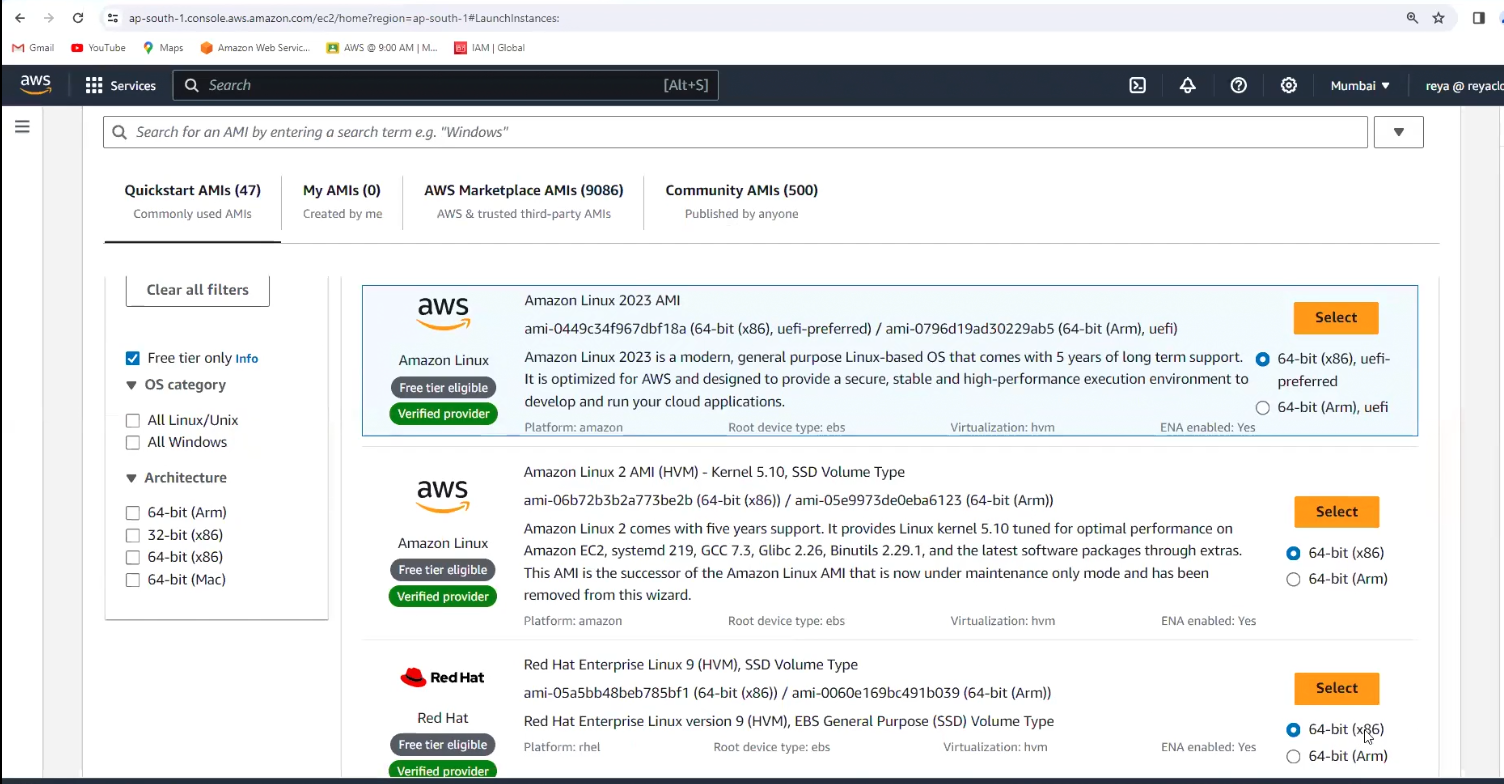 ap-south-1.console.aws.amazon.com/ec2/home?region=ap-south-1#LaunchInstances:
Gmail YouTube Maps Amazon Web Servic... AWS @ 9:00 AM | M... IAM | Global
aws Services Search [Alt+S] Mumbai ▼ reya @ reyaclo
Search for an AMI by entering a search term e.g. "Windows"
Quickstart AMIs (47) My AMIs (0) AWS Marketplace AMIs (9086) Community AMIs (500)
Commonly used AMIs Created by me AWS & trusted third-party AMIs Published by anyone
Clear all filters
Free tier only Info
▼ OS category
All Linux/Unix
All Windows
▼ Architecture
64-bit (Arm)
32-bit (x86)
64-bit (x86)
64-bit (Mac)
aws
Amazon Linux
Free tier eligible
Verified provider
Amazon Linux 2023 AMI
ami-0449c34f967dbf18a (64-bit (x86), uefi-preferred) / ami-0796d19ad30229ab5 (64-bit (Arm), uefi)
Amazon Linux 2023 is a modern, general purpose Linux-based OS that comes with 5 years of long term support.
It is optimized for AWS and designed to provide a secure, stable and high-performance execution environment to
develop and run your cloud applications.
Platform: amazon Root device type: ebs Virtualization: hvm ENA enabled: Yes
Select
64-bit (x86), uefi-
preferred
64-bit (Arm), uefi
aws
Amazon Linux
Free tier eligible
Verified provider
Amazon Linux 2 AMI (HVM) - Kernel 5.10, SSD Volume Type
ami-06b72b3b2a773be2b (64-bit (x86)) / ami-05e9973de0eba6123 (64-bit (Arm))
Amazon Linux 2 comes with five years support. It provides Linux kernel 5.10 tuned for optimal performance on
Amazon EC2, systemd 219, GCC 7.3, Glibc 2.26, Binutils 2.29.1, and the latest software packages through extras.
This AMI is the successor of the Amazon Linux AMI that is now under maintenance only mode and has been
removed from this wizard.
Platform: amazon Root device type: ebs Virtualization: hvm ENA enabled: Yes
Select
64-bit (x86)
64-bit (Arm)
Red Hat
Red Hat
Free tier eligible
Verified provider
Red Hat Enterprise Linux 9 (HVM), SSD Volume Type
ami-05a5bb48beb785bf1 (64-bit (x86)) / ami-0060e169bc491b039 (64-bit (Arm))
Red Hat Enterprise Linux version 9 (HVM), EBS General Purpose (SSD) Volume Type
Platform: rhel Root device type: ebs Virtualization: hvm ENA enabled: Yes
Select
64-bit (x86)
64-bit (Arm)